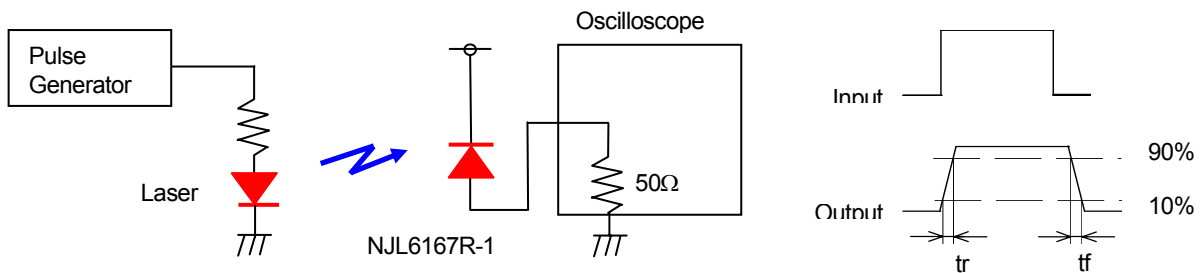 Oscilloscope
Pulse
Generator
Laser
50Ω
NJL6167R-1
Input
90%
Output
10%
tr
tf